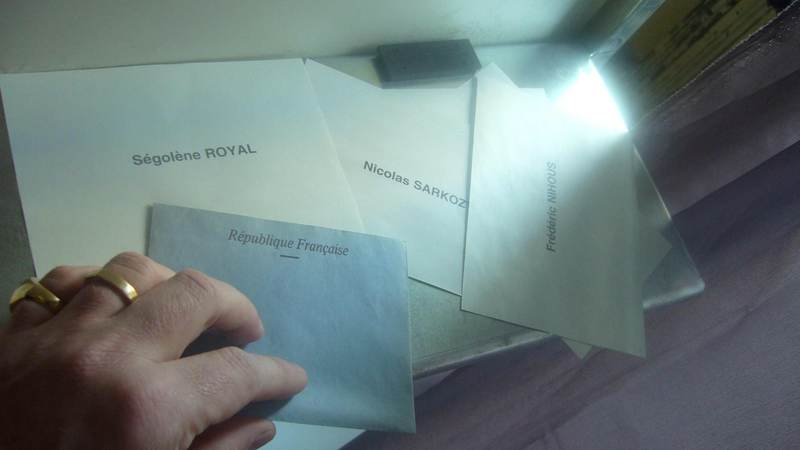 Ségolène ROYAL
Nicolas SARKOZ
Frédéric NIHOUS
République Française